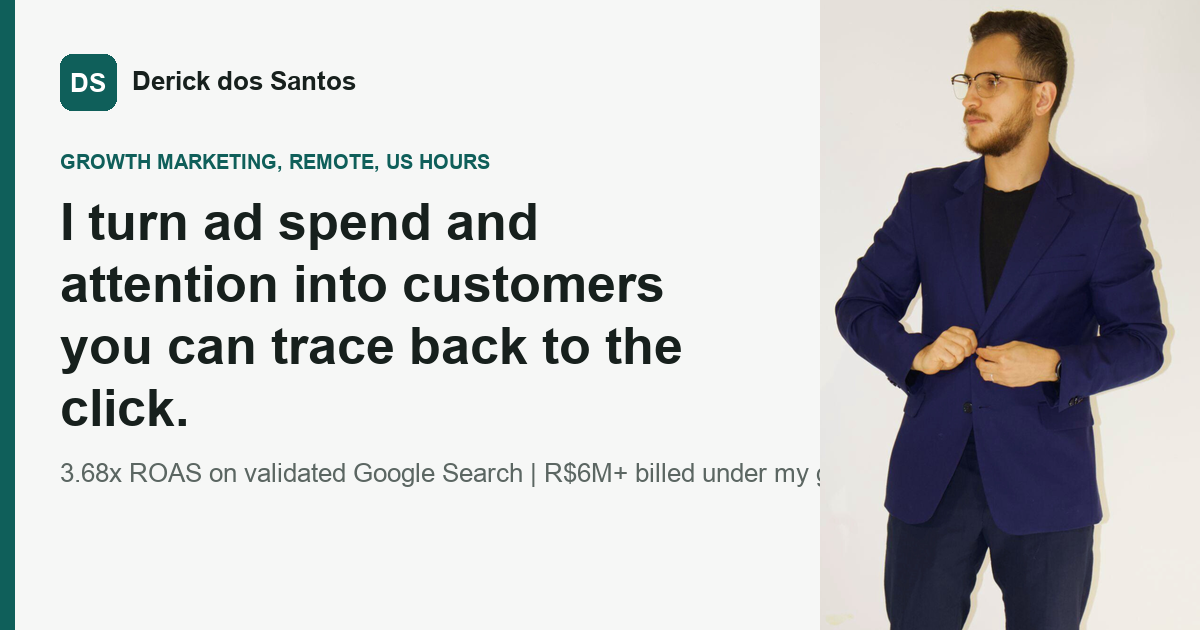 DS
Derick dos Santos
GROWTH MARKETING, REMOTE, US HOURS
I turn ad spend and
attention into customers
you can trace back to the
click.
3.68x ROAS on validated Google Search | R$6M+ billed under my